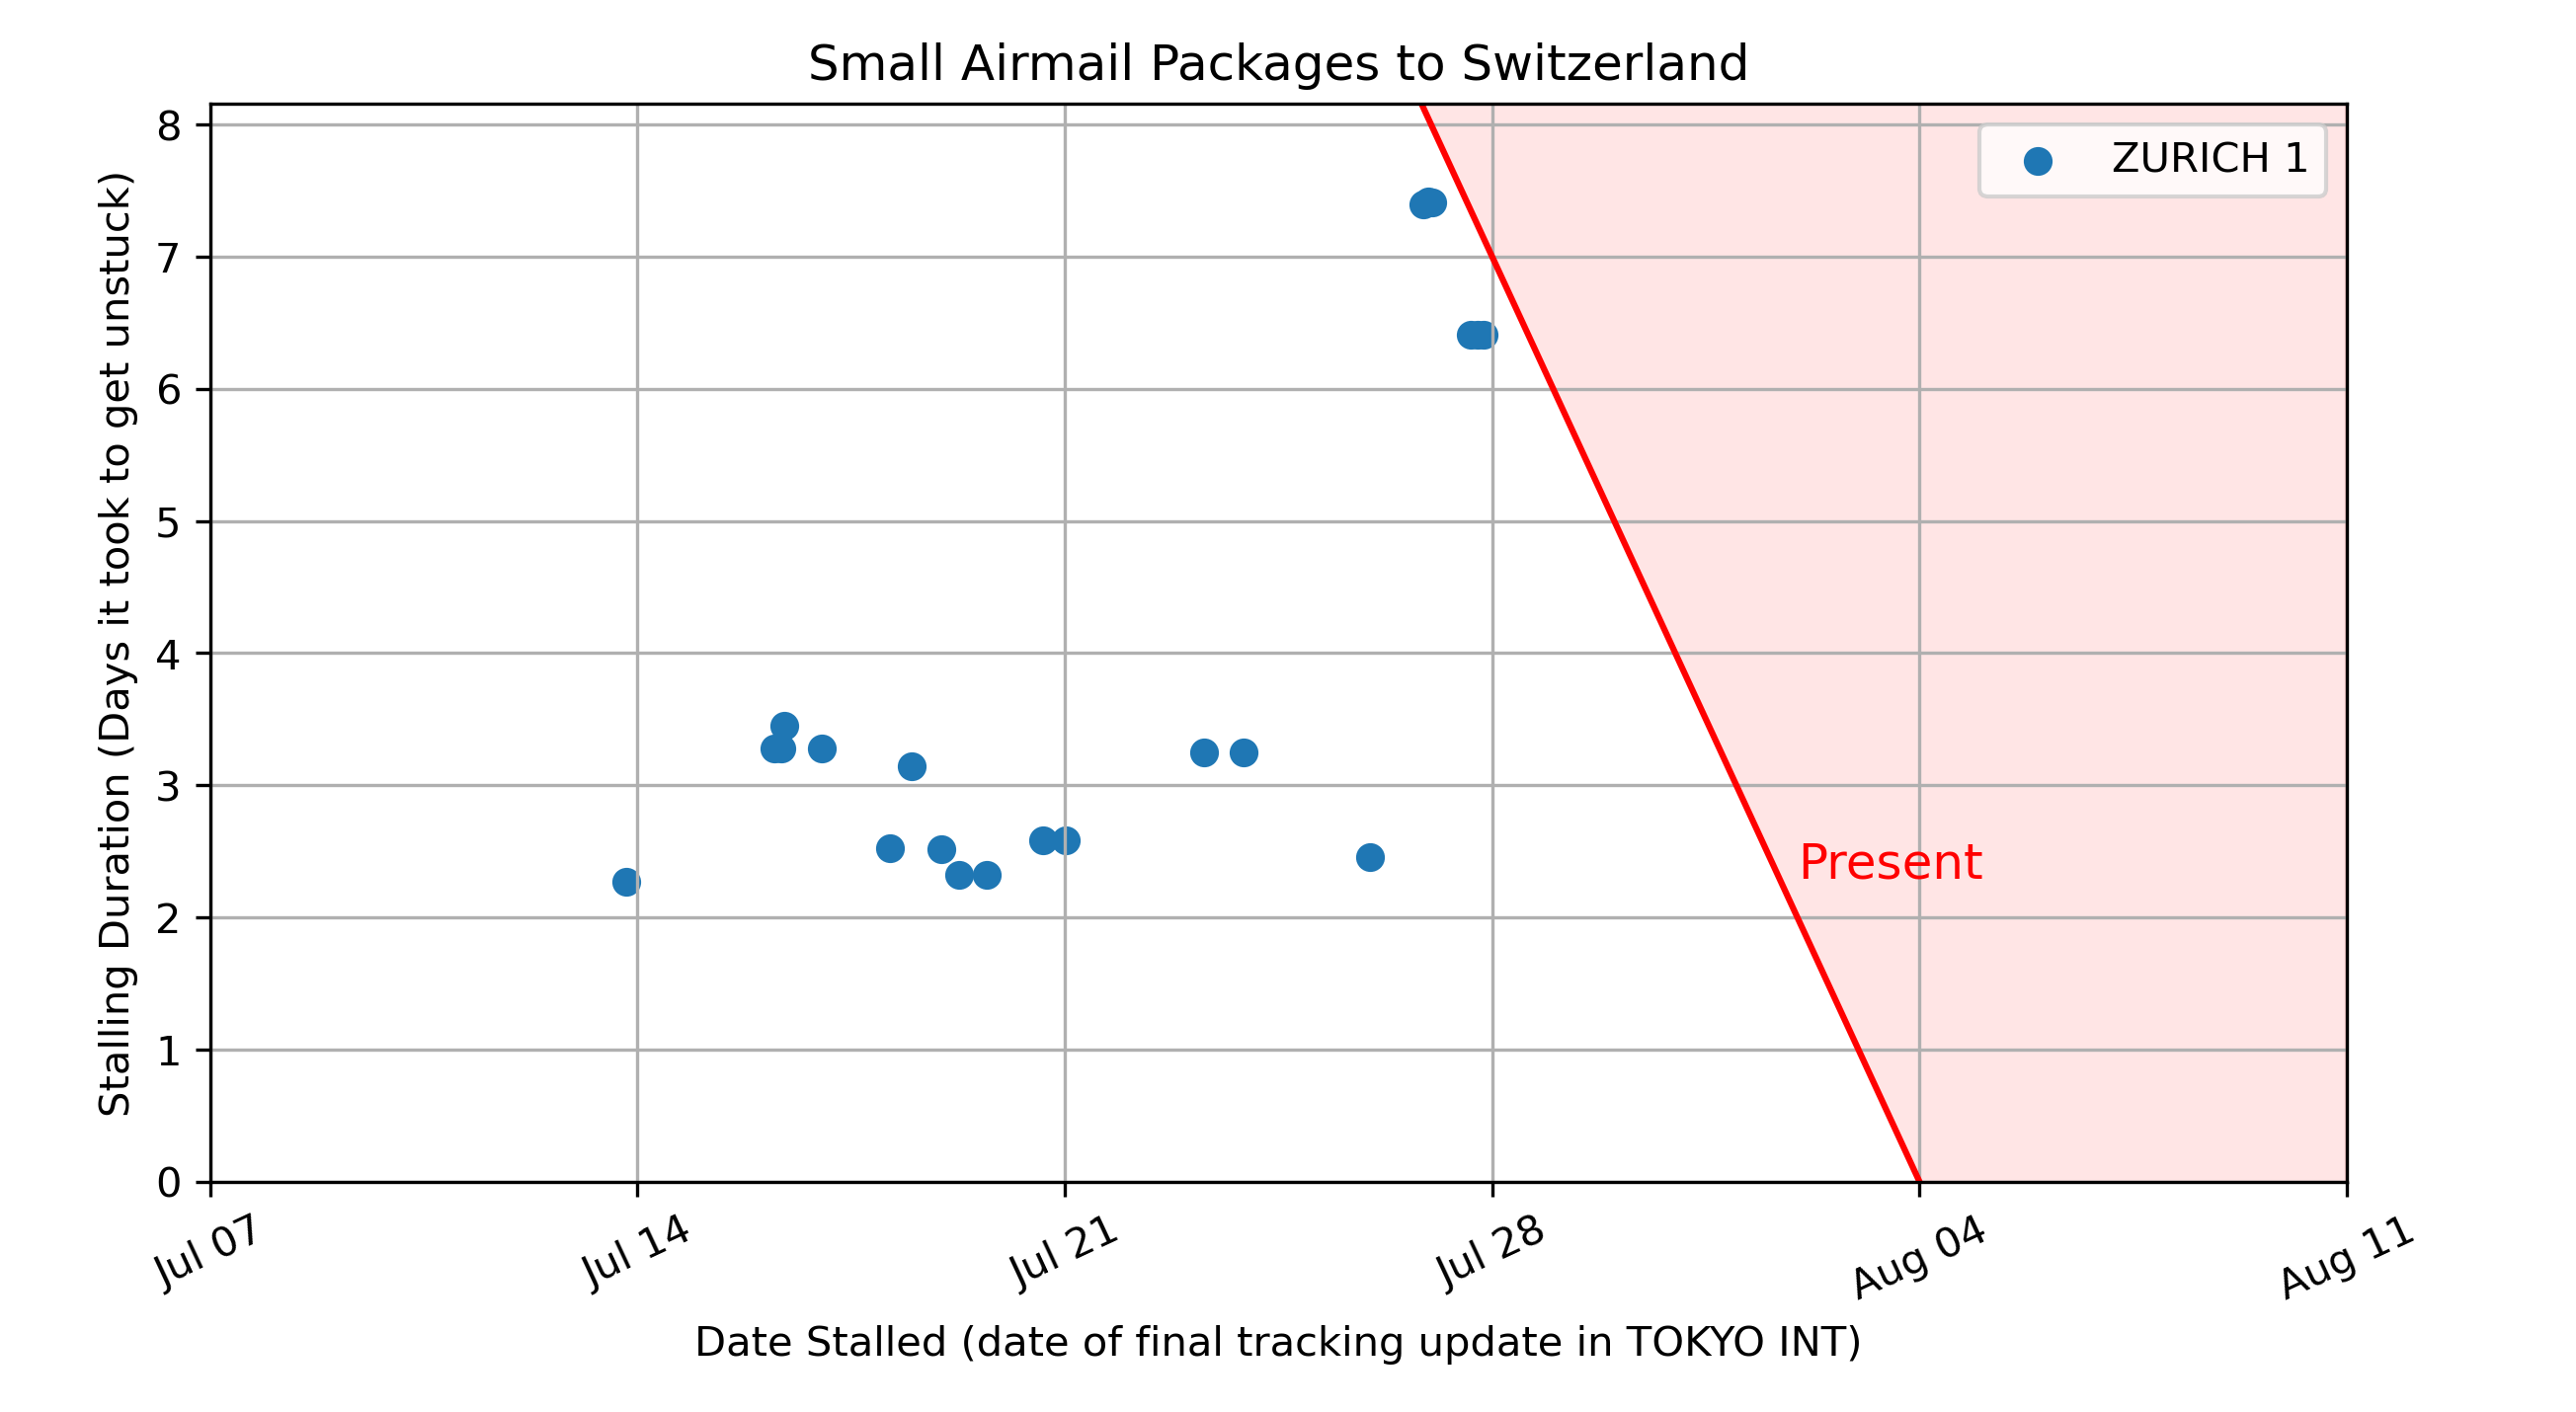 Small Airmail Packages to Switzerland
Stalling Duration (Days it took to get unstuck)
8
7
6
5
4
3
2
1
0
ZURICH 1
Present
Jul 07
Jul 14
Jul 21
Jul 28
Aug 04
Aug 11
Date Stalled (date of final tracking update in TOKYO INT)